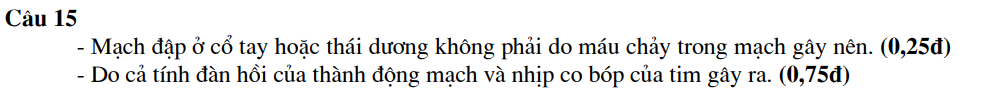 Câu 15
- Mạch đập ở cổ tay hoặc thái dương không phải do máu chảy trong mạch gây nên. (0,25đ)
- Do cả tính đàn hồi của thành động mạch và nhịp co bóp của tim gây ra. (0,75đ)